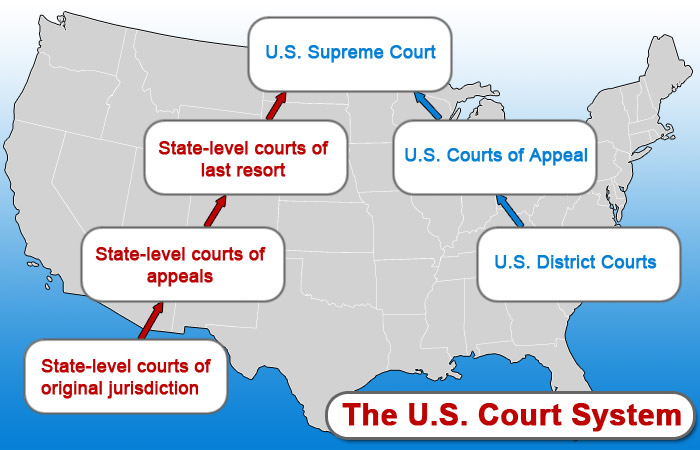 U.S. Supreme Court
State-level courts of
last resort
U.S. Courts of Appeal
State-level courts of
appeals
U.S. District Courts
State-level courts of
original jurisdiction
The U.S. Court System